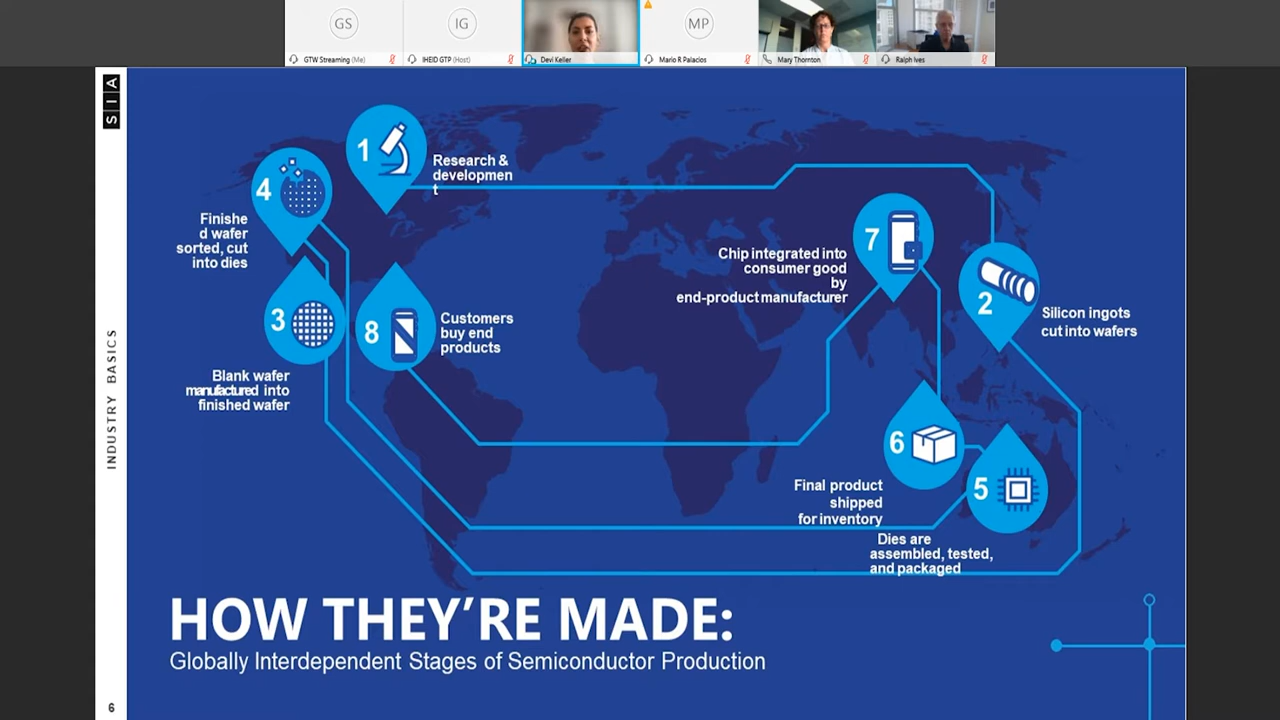 GS
IG
MP
GTW Streaming (Me)
IHEID GTP (Host)
Devi Keller
Mario R Palacios
Mary Thornton
Ralph Ives
SIA
INDUSTRY BASICS
6
1
Research &
developmen
t
4
Finishe
d wafer
sorted, cut
into dies
3
Blank wafer
manufactured into
finished wafer
8
Customers
buy end
products
7
Chip integrated into
consumer good
by
end-product manufacturer
2
Silicon ingots
cut into wafers
6
Final product
shipped
for inventory
5
Dies are
assembled, tested,
and packaged
HOW THEY'RE MADE:
Globally Interdependent Stages of Semiconductor Production